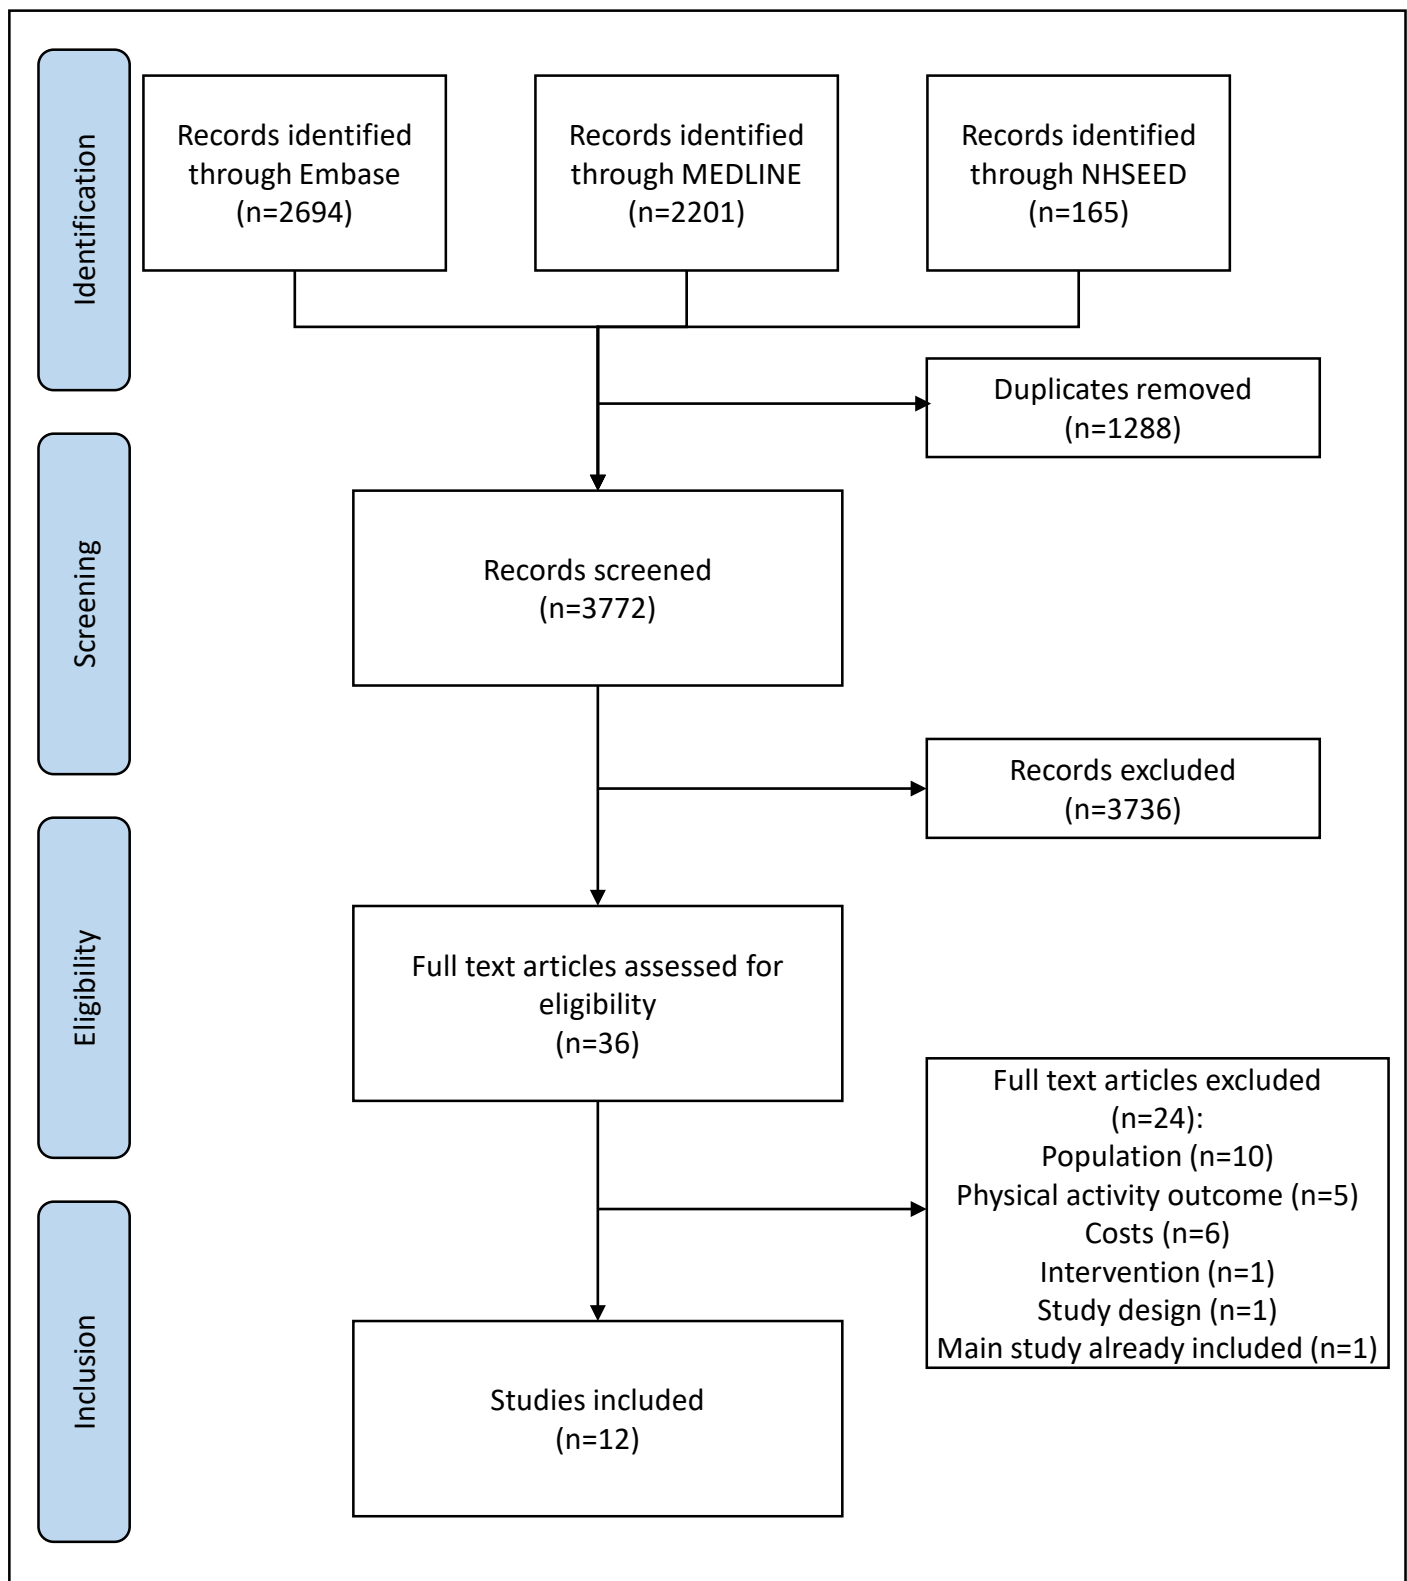 Identification
Records identified
through Embase
(n=2694)
Records identified
through MEDLINE
(n=2201)
Records identified
through NHSEED
(n=165)
Duplicates removed
(n=1288)
Screening
Records screened
(n=3772)
Records excluded
(n=3736)
Eligibility
Full text articles assessed for
eligibility
(n=36)
Full text articles excluded
(n=24):
Population (n=10)
Physical activity outcome (n=5)
Costs (n=6)
Intervention (n=1)
Study design (n=1)
Main study already included (n=1)
Inclusion
Studies included
(n=12)